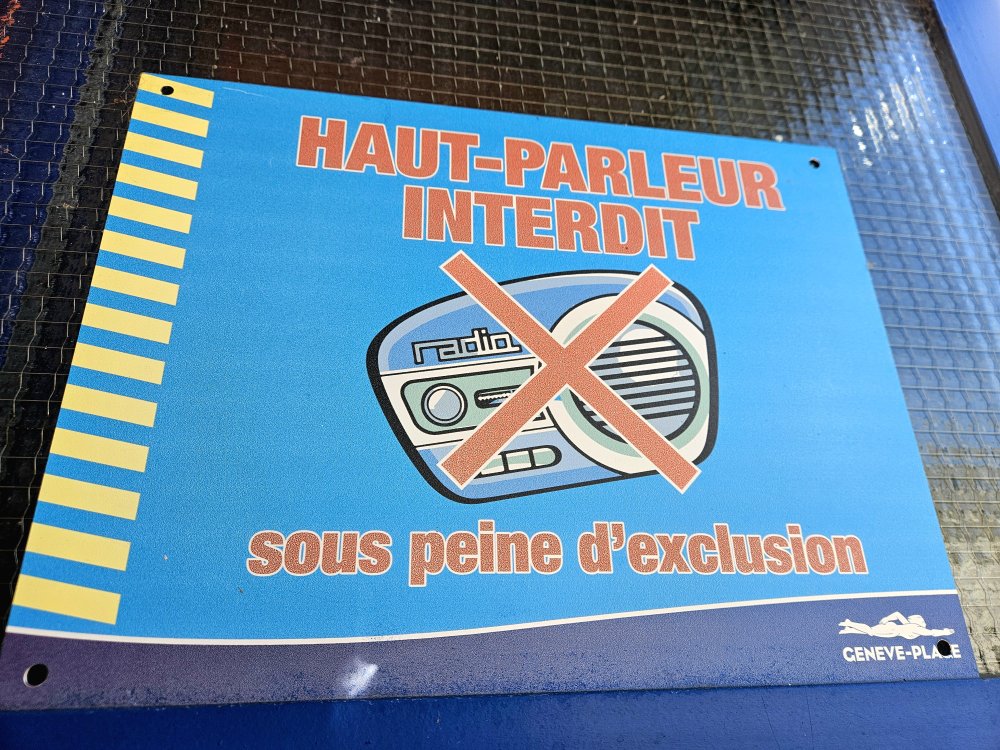 HAUT-PARLEUR
INTERDIT
radio
sous peine d'exclusion
GENEVE-PLAGE